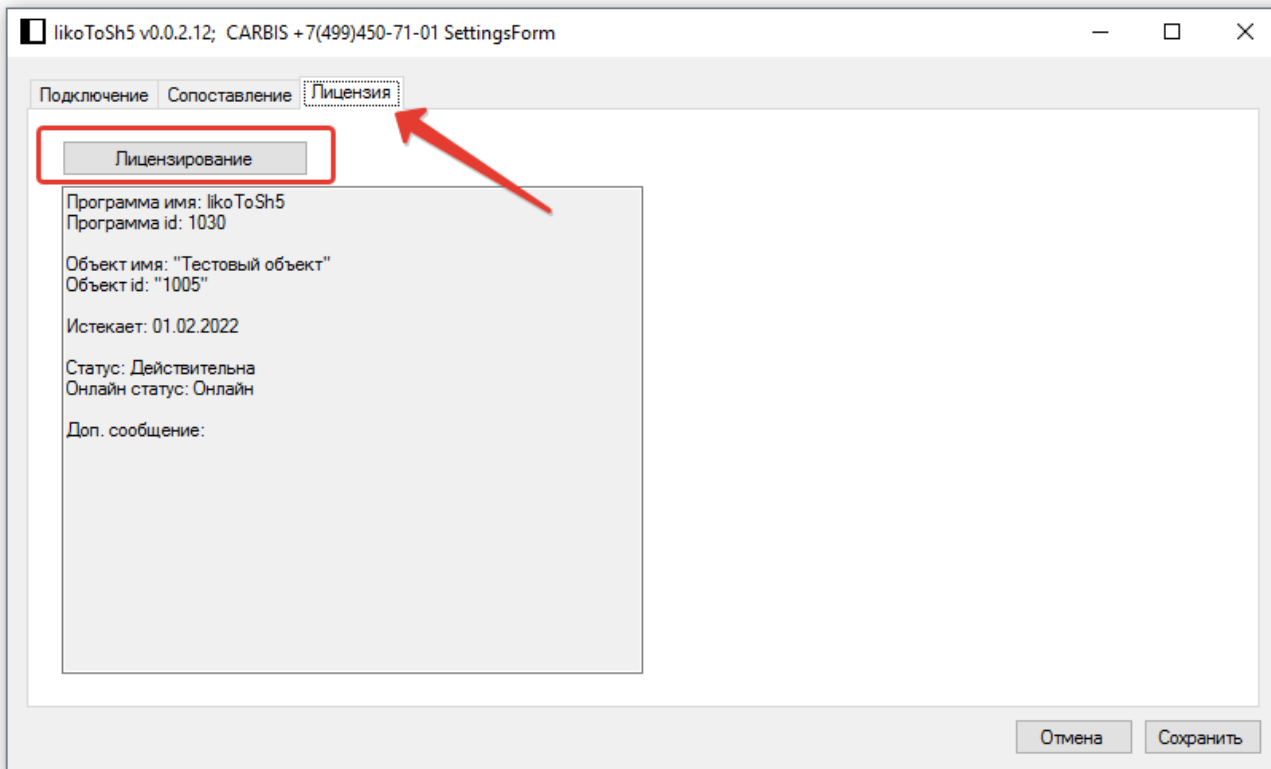 IikoToSh5 v0.0.2.12; CARBIS +7(499)450-71-01 SettingsForm
Подключение Сопоставление Лицензия
Лицензирование
Программа имя: IikoToSh5
Программа id: 1030
Объект имя: "Тестовый объект"
Объект id: "1005"
Истекает: 01.02.2022
Статус: Действительна
Онлайн статус: Онлайн
Доп. сообщение:
Отмена Сохранить